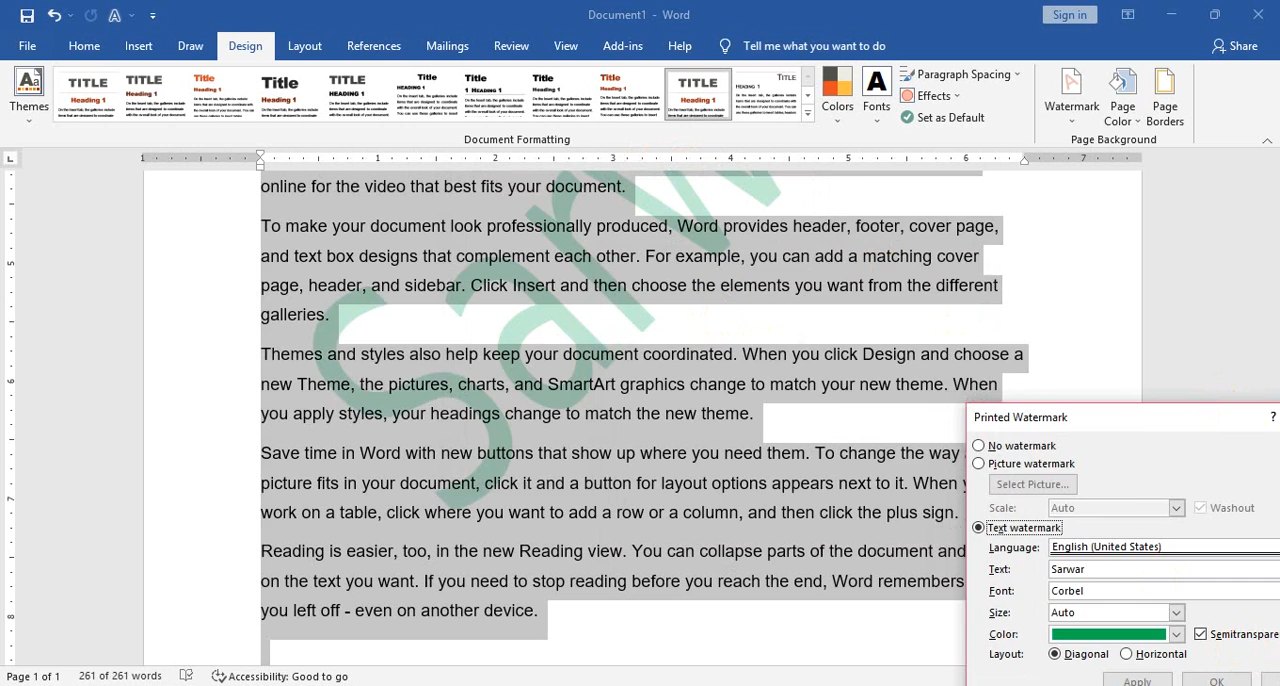 Document1 - Word
Sign in
File Home Insert Draw Design Layout References Mailings Review View Add-ins Help Tell me what you want to do Share
Themes
Colors
Fonts
Paragraph Spacing
Effects
Set as Default
Watermark
Page Color
Page Borders
Document Formatting
Page Background
1 1 2 3 4 5 6 7
online for the video that best fits your document.
To make your document look professionally produced, Word provides header, footer, cover page,
and text box designs that complement each other. For example, you can add a matching cover
page, header, and sidebar. Click Insert and then choose the elements you want from the different
galleries.
Themes and styles also help keep your document coordinated. When you click Design and choose a
new Theme, the pictures, charts, and SmartArt graphics change to match your new theme. When
you apply styles, your headings change to match the new theme.
Save time in Word with new buttons that show up where you need them. To change the way
picture fits in your document, click it and a button for layout options appears next to it. When
work on a table, click where you want to add a row or a column, and then click the plus sign.
Reading is easier, too, in the new Reading view. You can collapse parts of the document and
on the text you want. If you need to stop reading before you reach the end, Word remembers
you left off - even on another device.
Sarw
Printed Watermark ?
No watermark
Picture watermark
Select Picture...
Scale: Auto Washout
Text watermark
Language: English (United States)
Text: Sarwar
Font: Corbel
Size: Auto
Color: Semitranspare
Layout: Diagonal Horizontal
Apply OK
Page 1 of 1 261 of 261 words Accessibility: Good to go